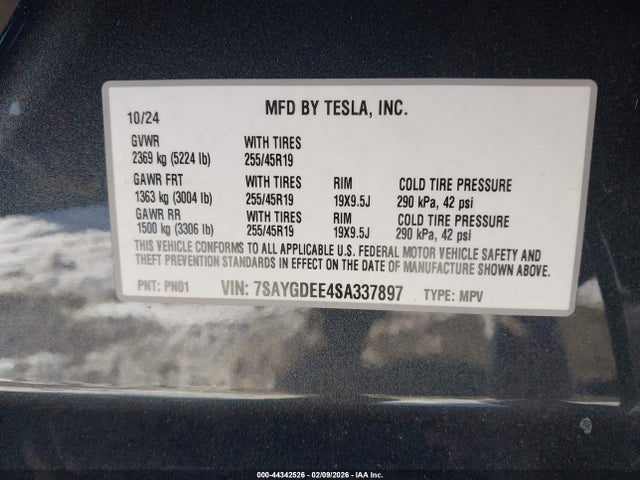 MFD BY TESLA, INC.
10/24
GVWR WITH TIRES
2369 kg (5224 lb) 255/45R19
GAWR FRT WITH TIRES RIM COLD TIRE PRESSURE
1363 kg (3004 lb) 255/45R19 19X9.5J 290 kPa, 42 psi
GAWR RR WITH TIRES RIM COLD TIRE PRESSURE
1500 kg (3306 lb) 255/45R19 19X9.5J 290 kPa, 42 psi
THIS VEHICLE CONFORMS TO ALL APPLICABLE U.S. FEDERAL MOTOR VEHICLE SAFETY AND
THEFT PREVENTION STANDARDS IN EFFECT ON THE DATE OF MANUFACTURE SHOWN ABOVE.
PNT: PN01 VIN: 7SAYGDEE4SA337897 TYPE: MPV
000-44342526 - 02/09/2026 - IAA Inc.